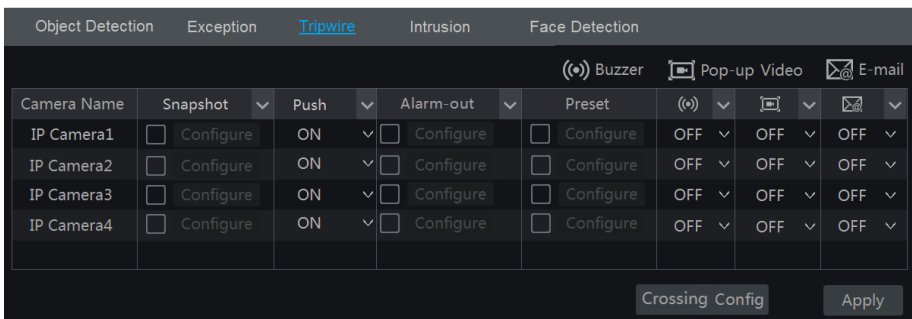 Object Detection Exception Tripwire Intrusion Face Detection
Buzzer Pop-up Video E-mail
Camera Name Snapshot Push Alarm-out Preset
IP Camera1 Configure ON Configure Configure OFF OFF OFF
IP Camera2 Configure ON Configure Configure OFF OFF OFF
IP Camera3 Configure ON Configure Configure OFF OFF OFF
IP Camera4 Configure ON Configure Configure OFF OFF OFF
Crossing Config Apply